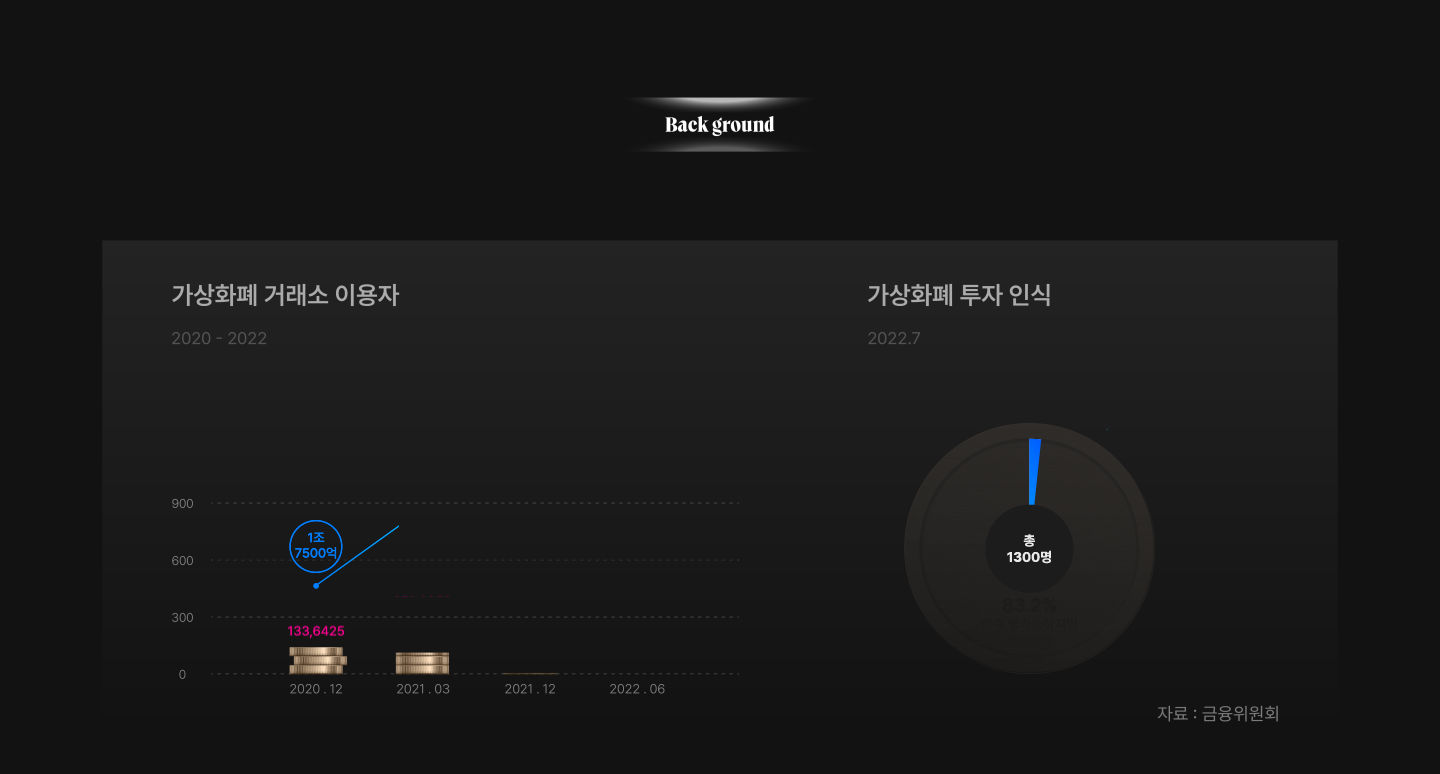 Back ground
가상화폐 거래소 이용자
2020 - 2022
가상화폐 투자 인식
2022.7
900
600
300
0
1조
7500억
133,6425
2020 . 12
2021 . 03
2021 . 12
2022 . 06
총
1300명
83.2%
자료 : 금융위원회